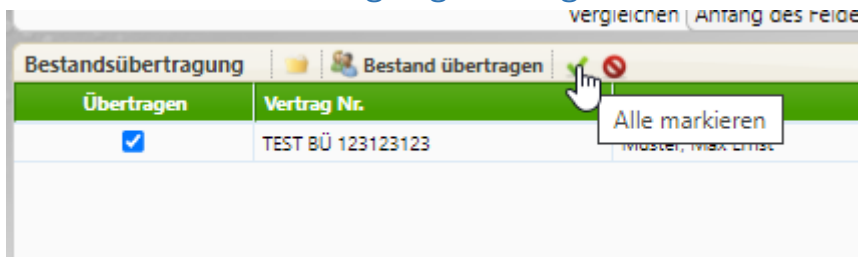 Vergleichen Anfang des Felde
Bestandsübertragung Bestand übertragen
Übertragen Vertrag Nr.
Alle markieren
TEST BÜ 123123123 Muster, Max Ernst